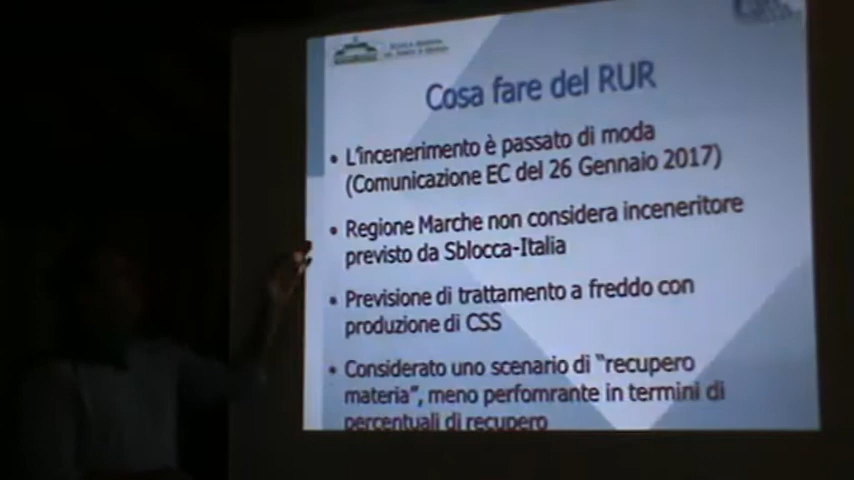 Cosa fare del RUR
• L'incenerimento è passato di moda
(Comunicazione EC del 26 Gennaio 2017)
• Regione Marche non considera inceneritore
previsto da Sblocca-Italia
• Previsione di trattamento a freddo con
produzione di CSS
• Considerato uno scenario di "recupero
materia", meno perfomrante in termini di
percentuali di recupero